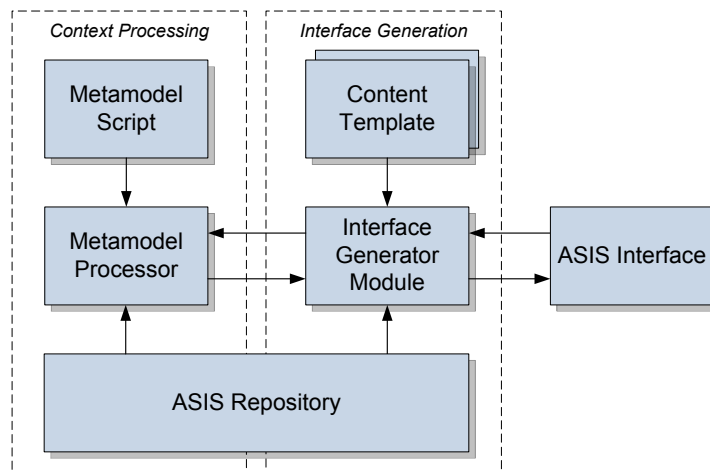 Context Processing
Interface Generation
Metamodel
Script
Content
Template
Metamodel
Processor
Interface
Generator
Module
ASIS Interface
ASIS Repository